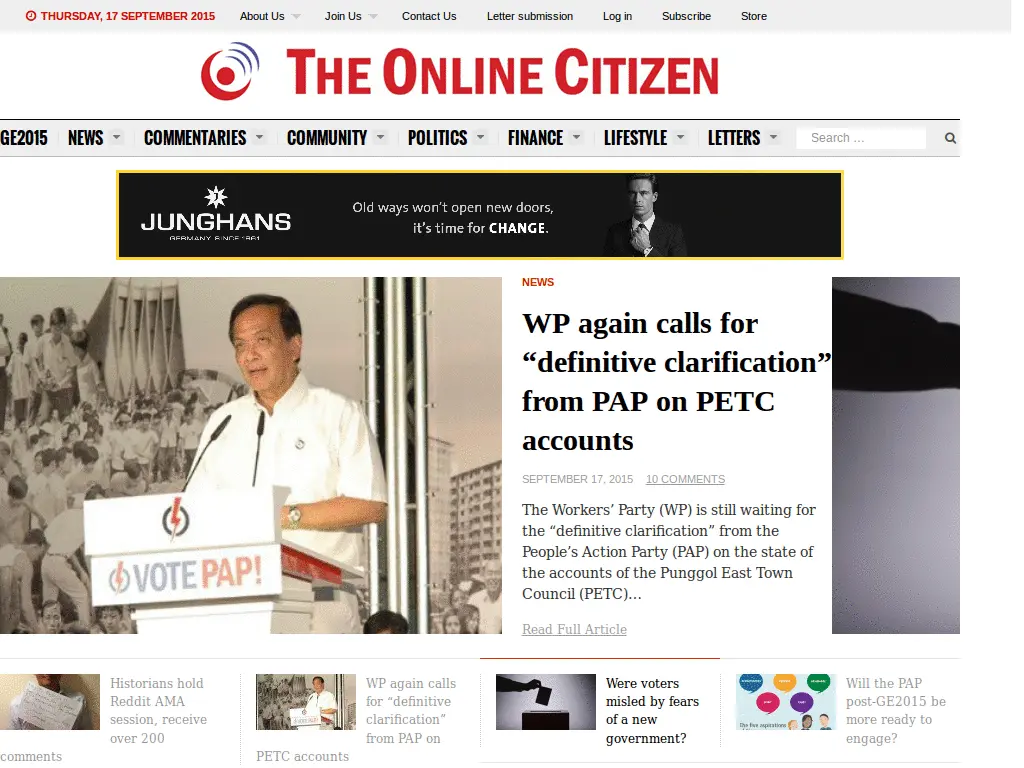 THURSDAY, 17 SEPTEMBER 2015 About Us Join Us Contact Us Letter submission Log in Subscribe Store
THE ONLINE CITIZEN
GE2015 NEWS COMMENTARIES COMMUNITY POLITICS FINANCE LIFESTYLE LETTERS Search …
JUNGHANS
GERMANY. SINCE 1861
Old ways won't open new doors,
it's time for CHANGE.
VOTE PAP!
NEWS
WP again calls for
“definitive clarification”
from PAP on PETC
accounts
SEPTEMBER 17, 2015 10 COMMENTS
The Workers’ Party (WP) is still waiting for
the “definitive clarification” from the
People’s Action Party (PAP) on the state of
the accounts of the Punggol East Town
Council (PETC)…
Read Full Article
Historians hold
Reddit AMA
session, receive
over 200
comments
WP again calls
for “definitive
clarification”
from PAP on
PETC accounts
Were voters
misled by fears
of a new
government?
The five aspirations
Will the PAP
post-GE2015 be
more ready to
engage?